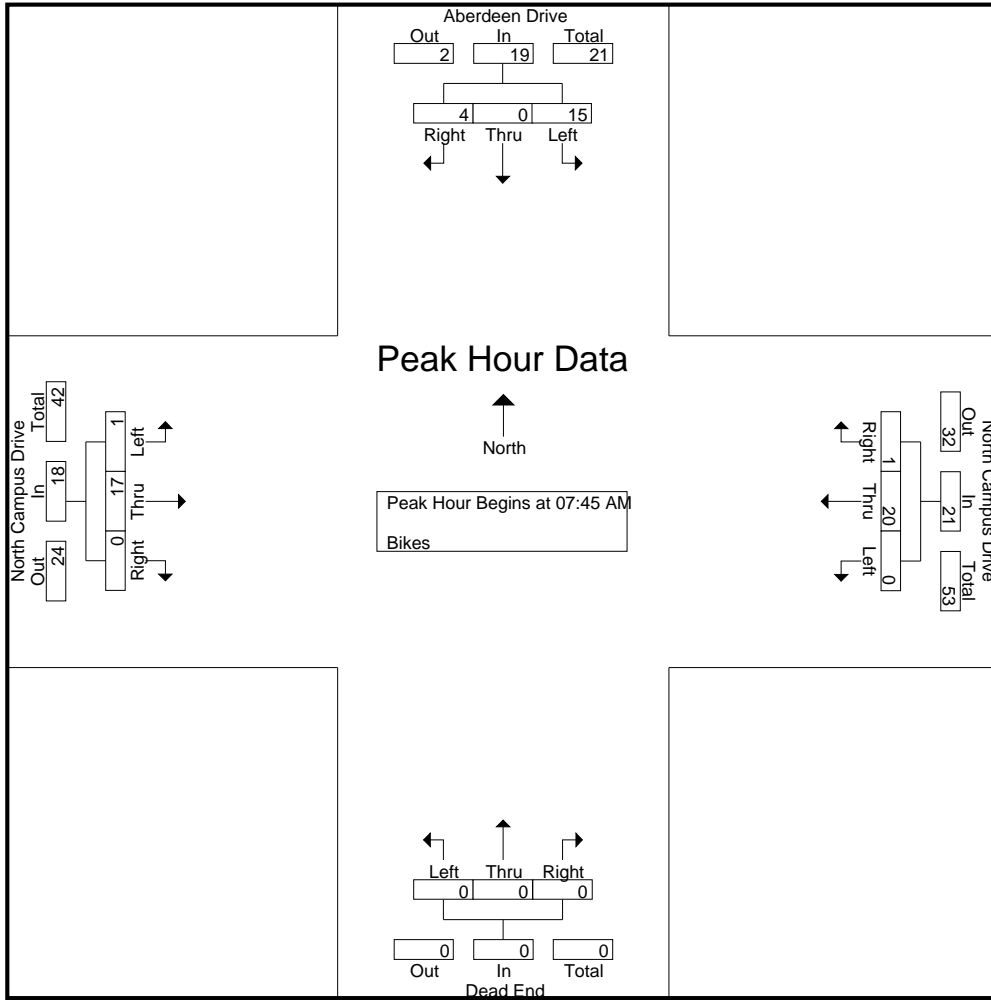 Aberdeen Drive
Out In Total
2 19 21
4 0 15
Right Thru Left
Peak Hour Data
North
Peak Hour Begins at 07:45 AM
Bikes
North Campus Drive
Total In Out
42 18 24
1 17 0
Left Thru Right
North Campus Drive
Out In Total
32 21 53
1 20 0
Right Thru Left
Left Thru Right
0 0 0
0 0 0
Out In Total
Dead End